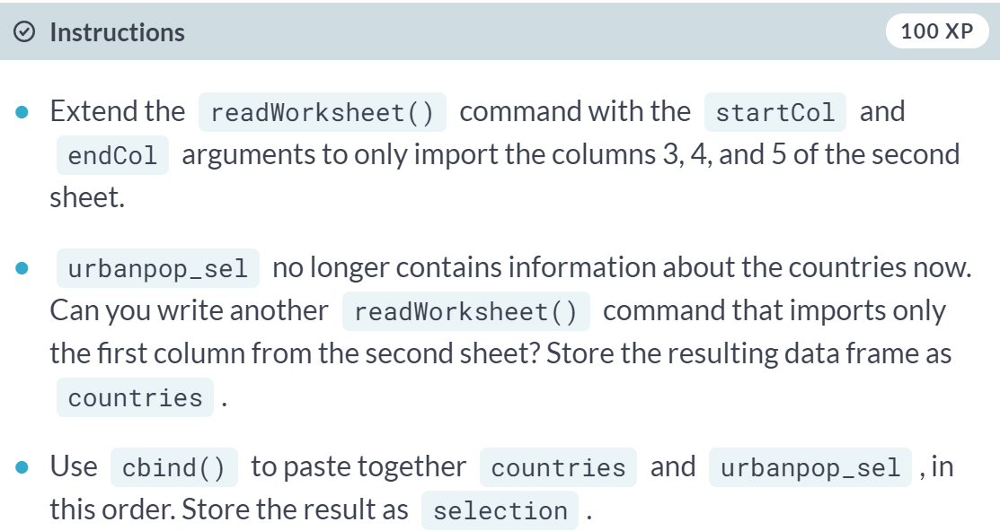 Instructions 100 XP
Extend the readWorksheet() command with the startCol and
endCol arguments to only import the columns 3, 4, and 5 of the second
sheet.
urbanpop_sel no longer contains information about the countries now.
Can you write another readWorksheet() command that imports only
the first column from the second sheet? Store the resulting data frame as
countries .
Use cbind() to paste together countries and urbanpop_sel , in
this order. Store the result as selection .